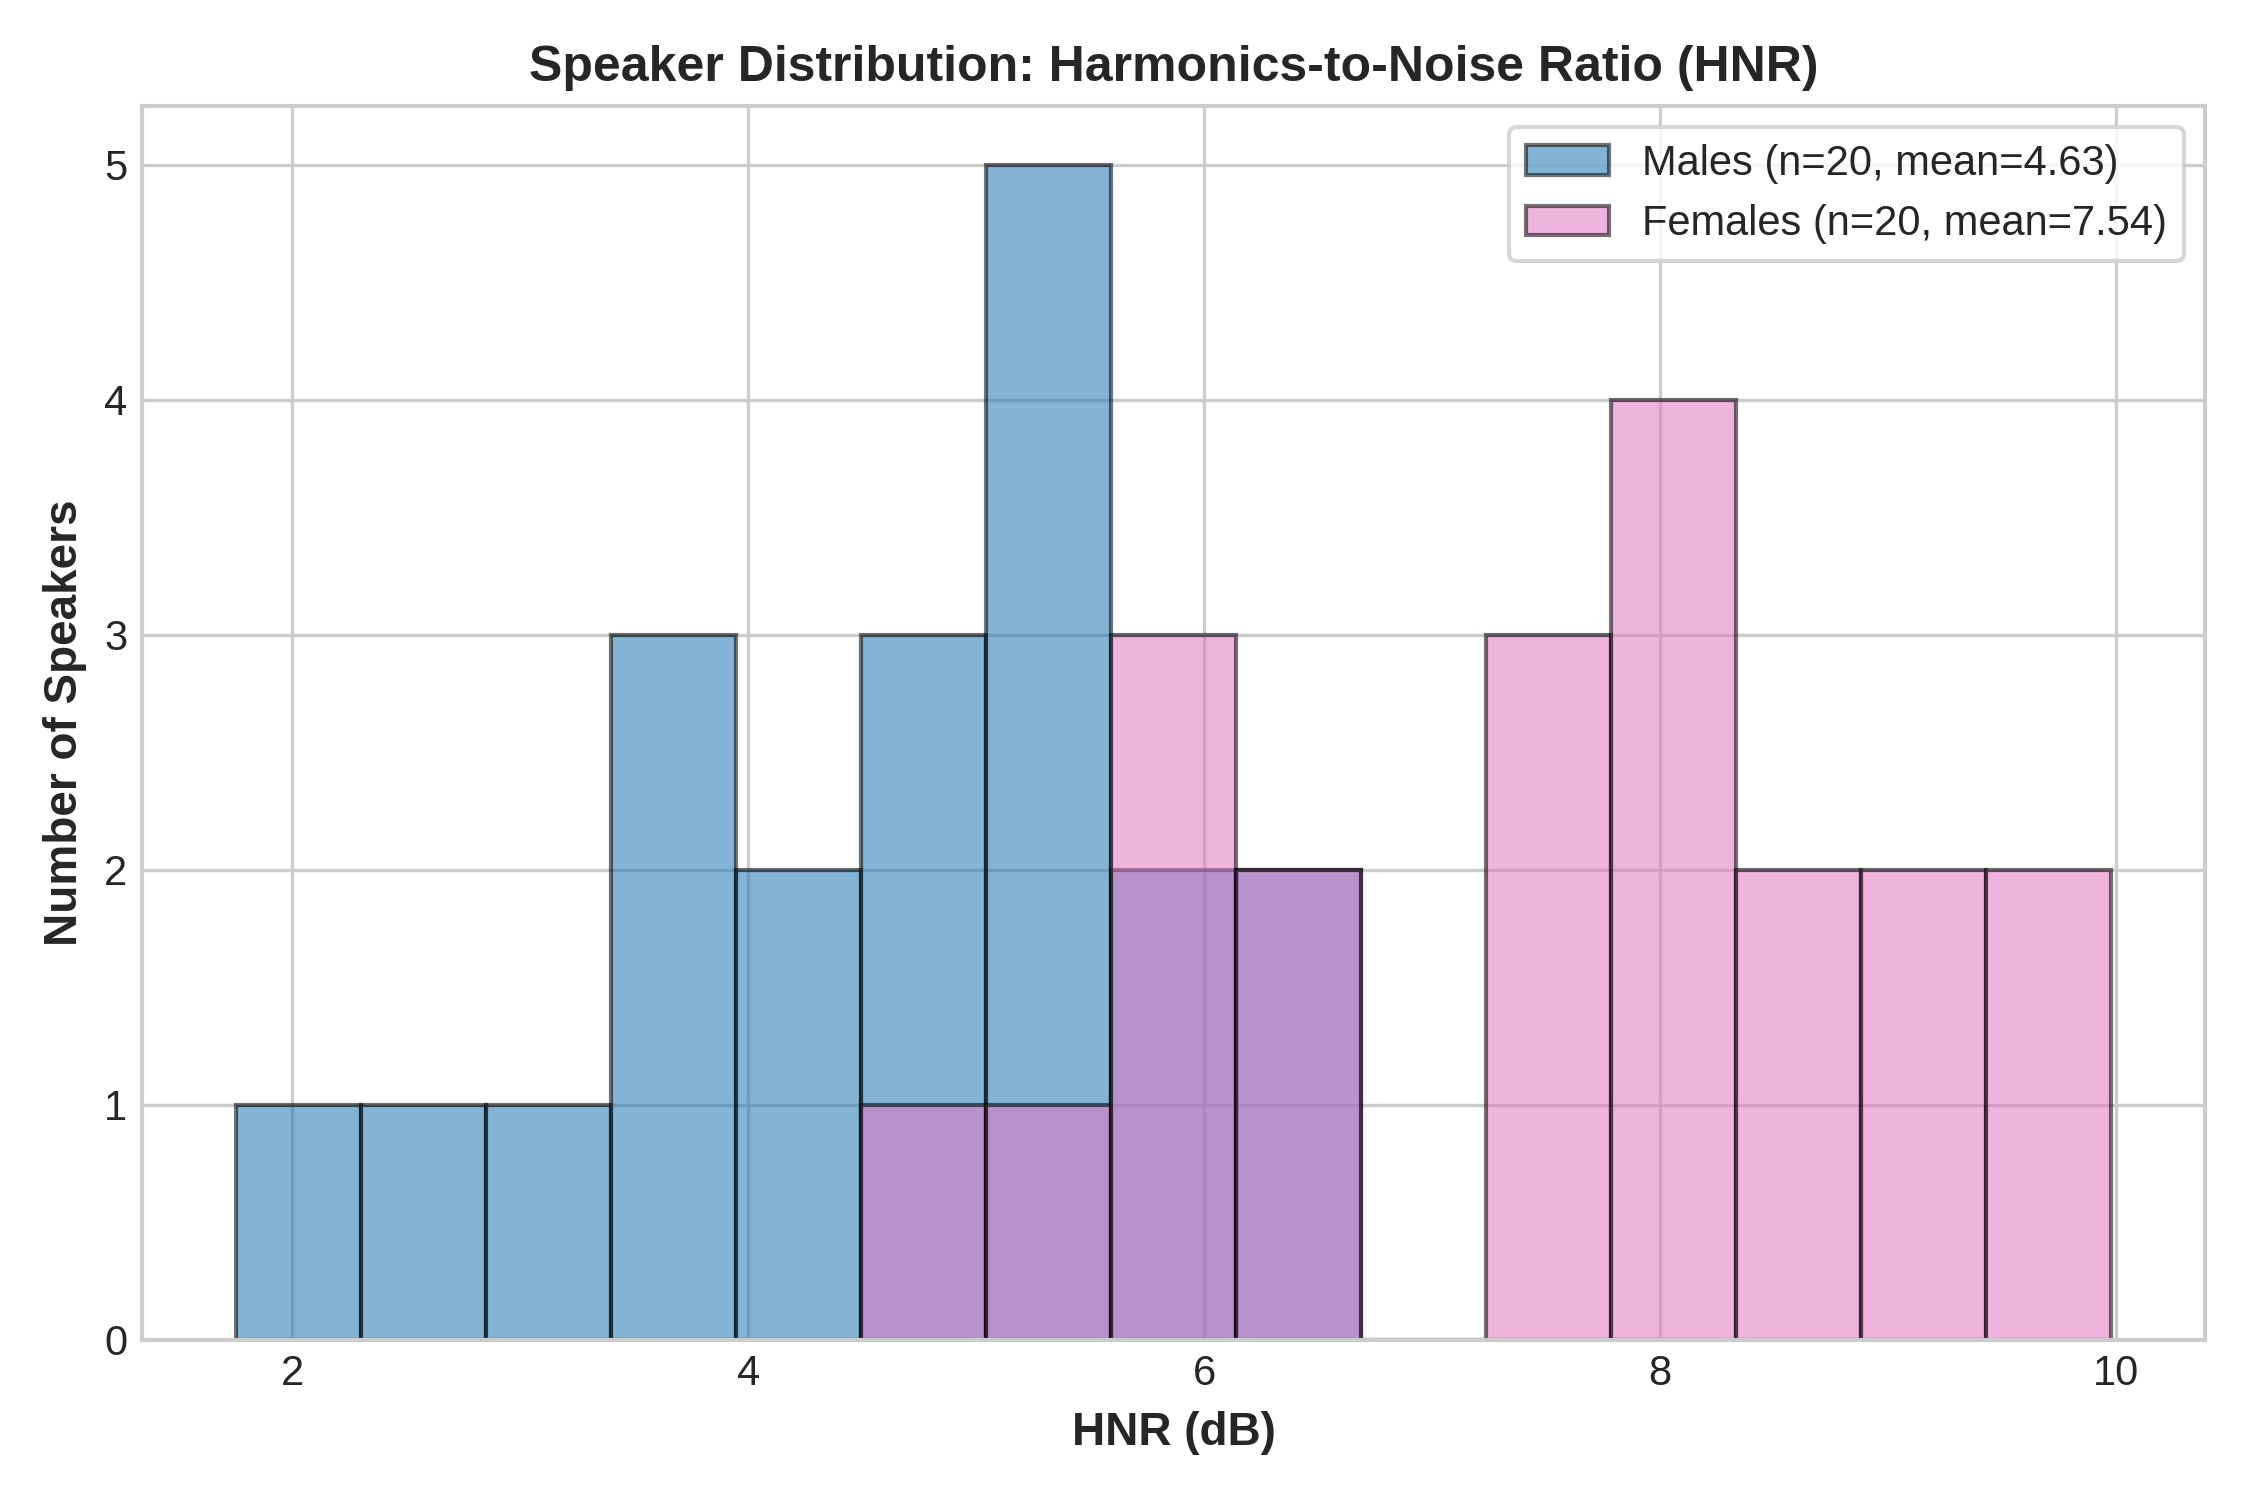 Speaker Distribution: Harmonics-to-Noise Ratio (HNR)
Males (n=20, mean=4.63)
Females (n=20, mean=7.54)
Number of Speakers
5
4
3
2
1
0
2 4 6 8 10
HNR (dB)